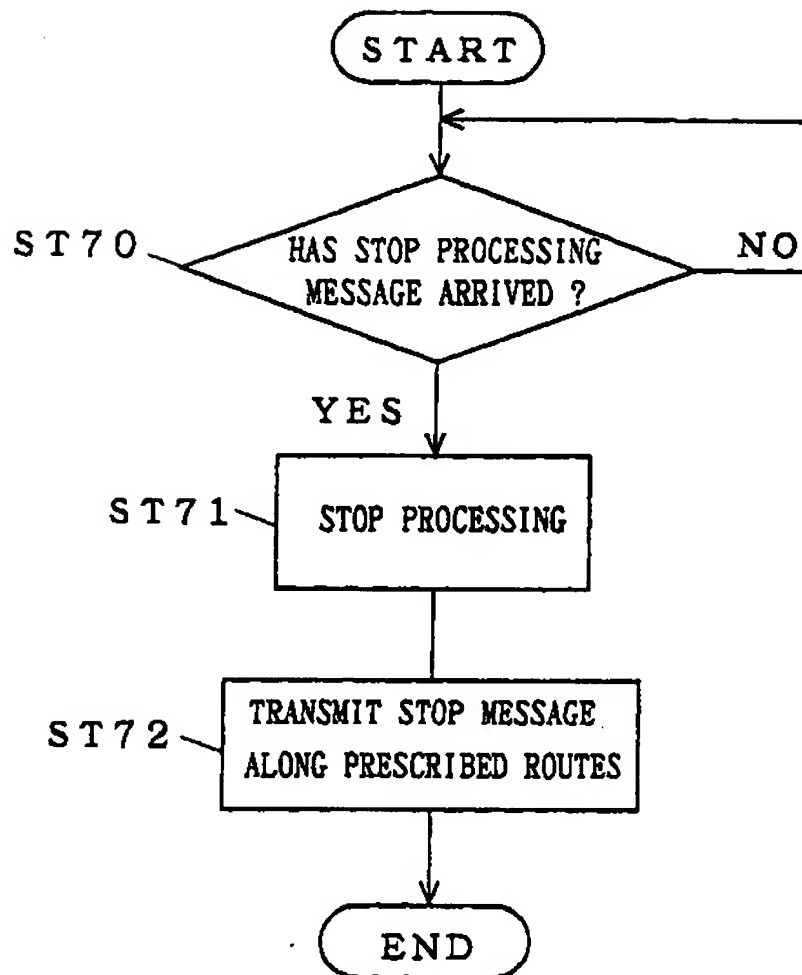 START
ST70
HAS STOP PROCESSING
MESSAGE ARRIVED ?
NO
YES
ST71
STOP PROCESSING
ST72
TRANSMIT STOP MESSAGE
ALONG PRESCRIBED ROUTES
END